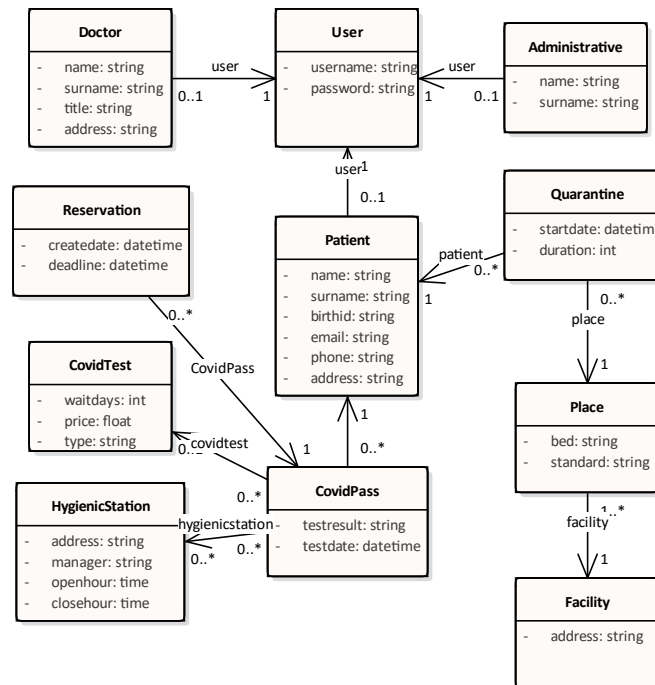 Doctor
- name: string
- surname: string
- title: string
- address: string
user
0..1
1
User
- username: string
- password: string
user
1
0..1
Administrative
- name: string
- surname: string
user
1
0..1
Reservation
- createdate: datetime
- deadline: datetime
0..*
CovidPass
1
Patient
- name: string
- surname: string
- birthid: string
- email: string
- phone: string
- address: string
Quarantine
- startdate: datetim
- duration: int
patient
0..*
1
0..*
place
1
CovidTest
- waitdays: int
- price: float
- type: string
covidtest
0..*
1
0..*
Place
- bed: string
- standard: string
1..*
facility
1
HygienicStation
- address: string
- manager: string
- openhour: time
- closehour: time
hygienicstation
0..*
0..*
CovidPass
- testresult: string
- testdate: datetime
Facility
- address: string